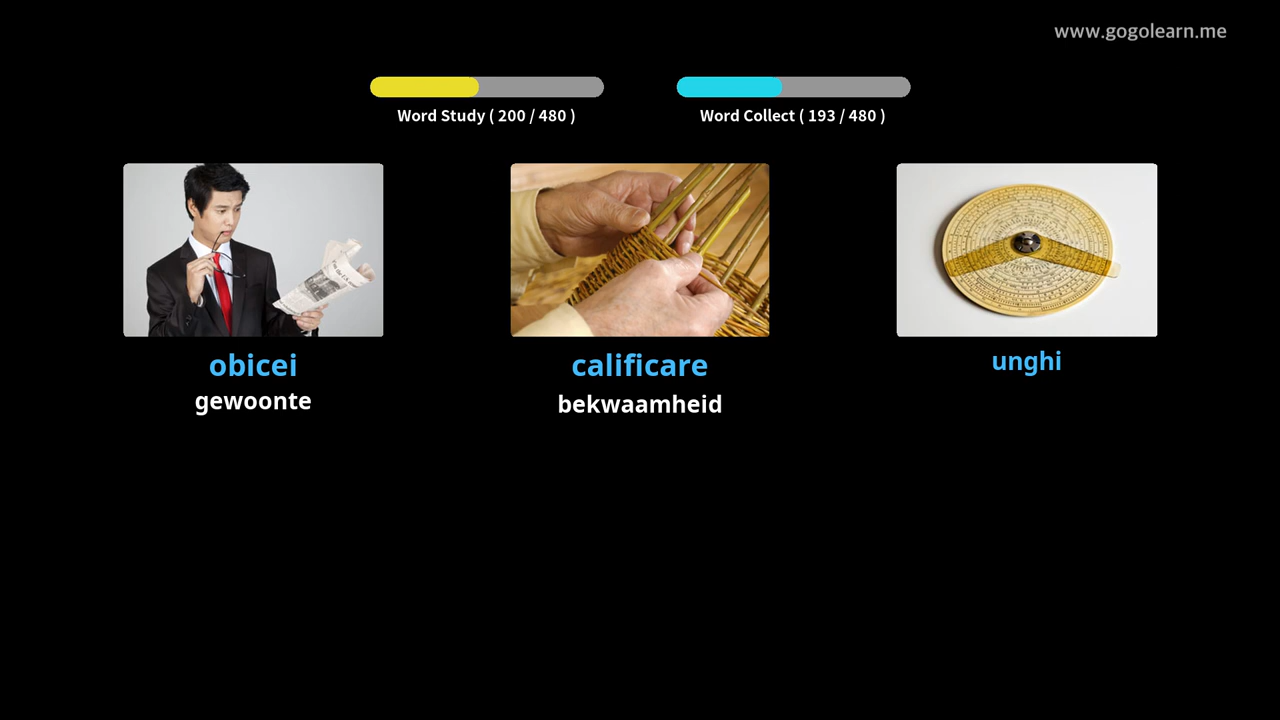 www.gogolearn.me
Word Study ( 200 / 480 )
Word Collect ( 193 / 480 )
obicei
gewoonte
calificare
bekwaamheid
unghi